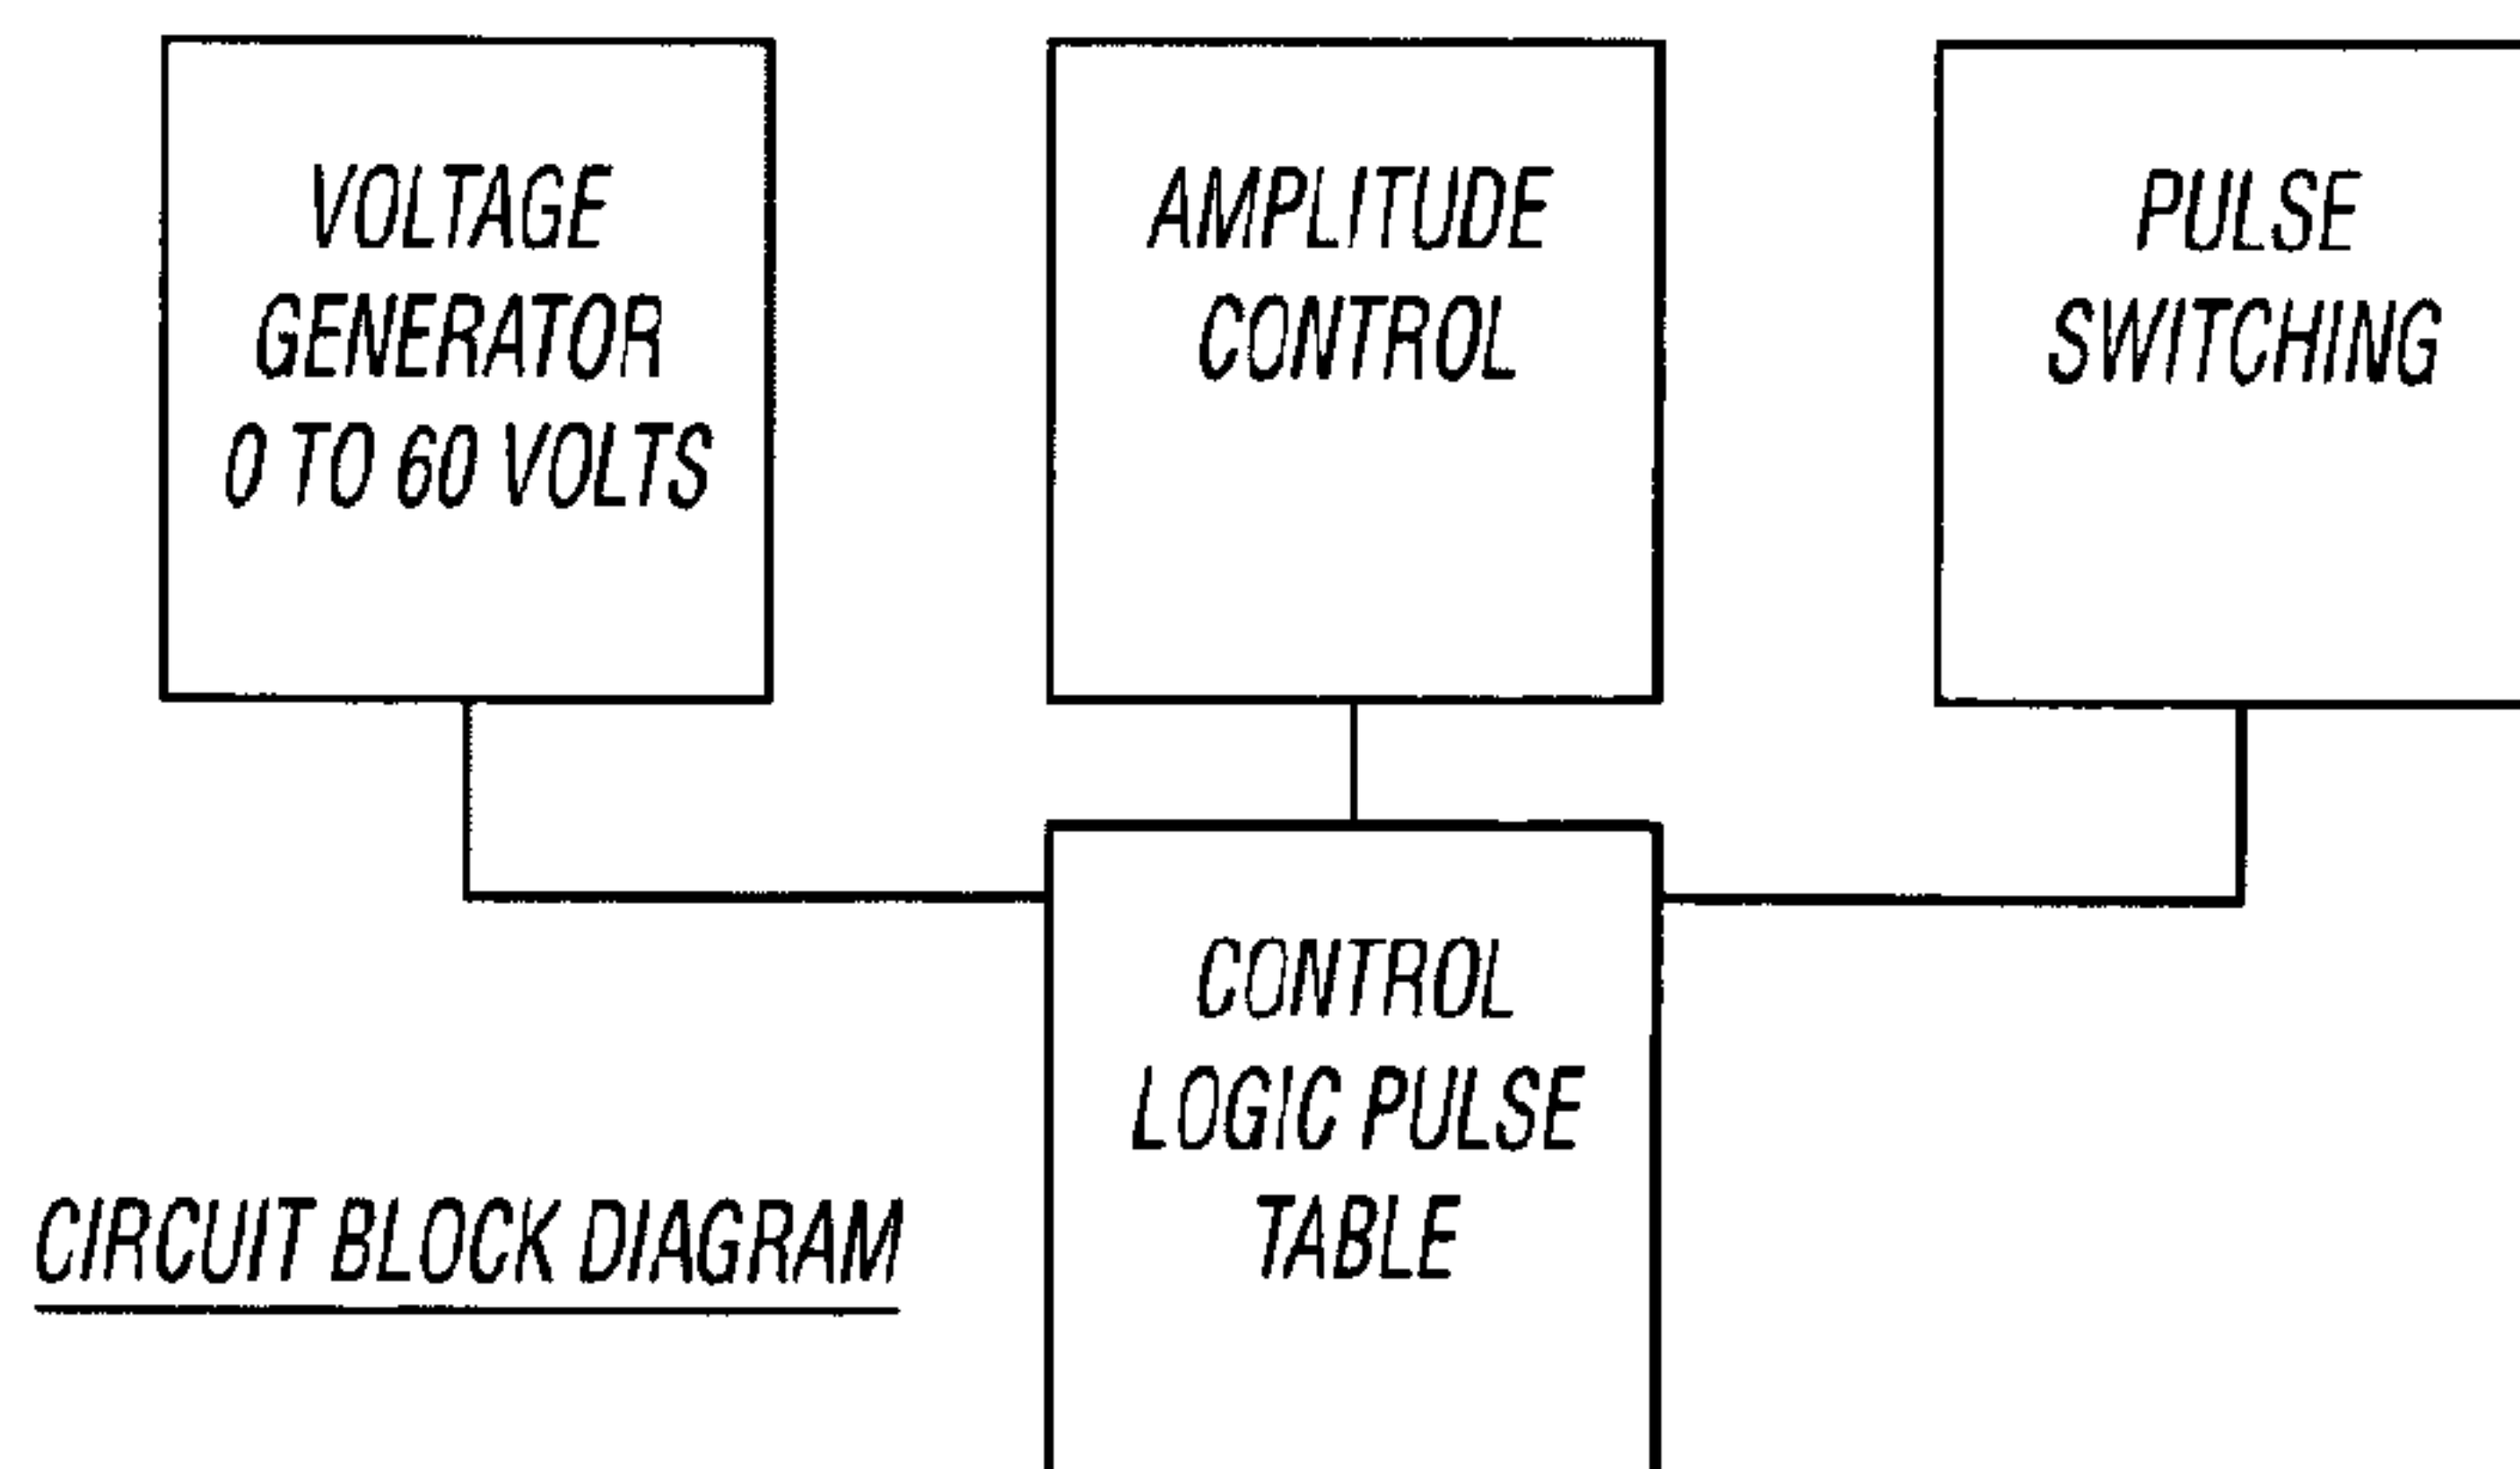 VOLTAGE
GENERATOR
0 TO 60 VOLTS
AMPLITUDE
CONTROL
PULSE
SWITCHING
CONTROL
LOGIC PULSE
TABLE
CIRCUIT BLOCK DIAGRAM